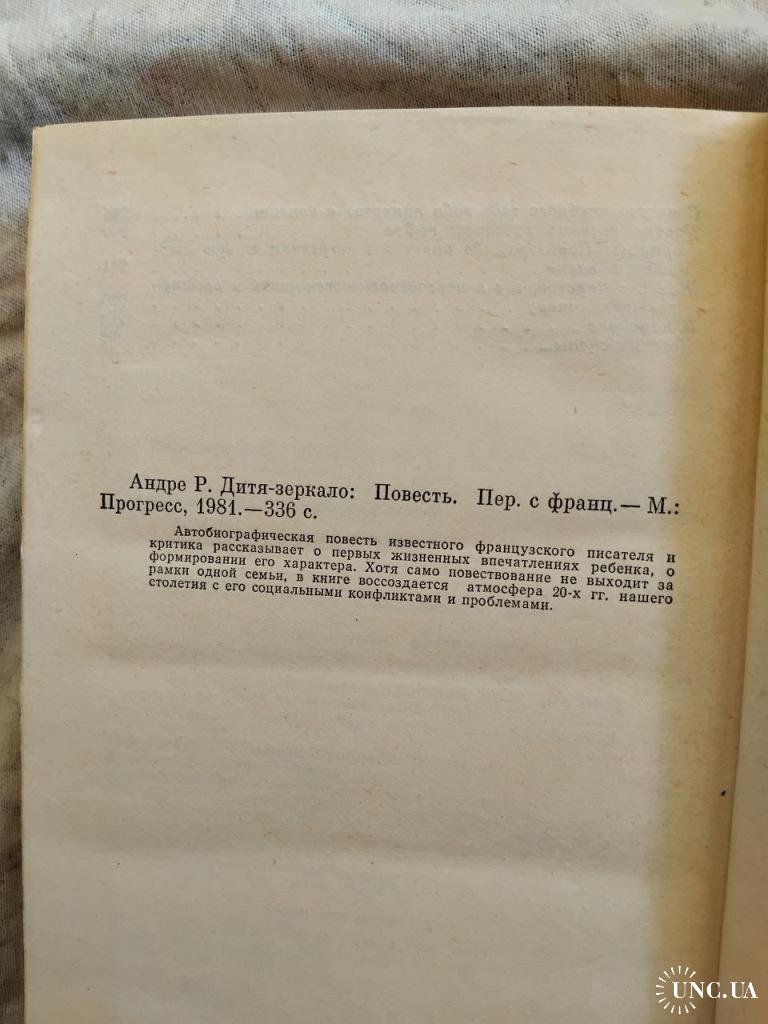 Андре Р. Дитя-зеркало: Повесть. Пер. с франц.— М.:
Прогресс, 1981.—336 с.
Автобиографическая повесть известного французского писателя и
критика рассказывает о первых жизненных впечатлениях ребенка, о
формировании его характера. Хотя само повествование не выходит за
рамки одной семьи, в книге воссоздается атмосфера 20-х гг. нашего
столетия с его социальными конфликтами и проблемами.
UNC.UA